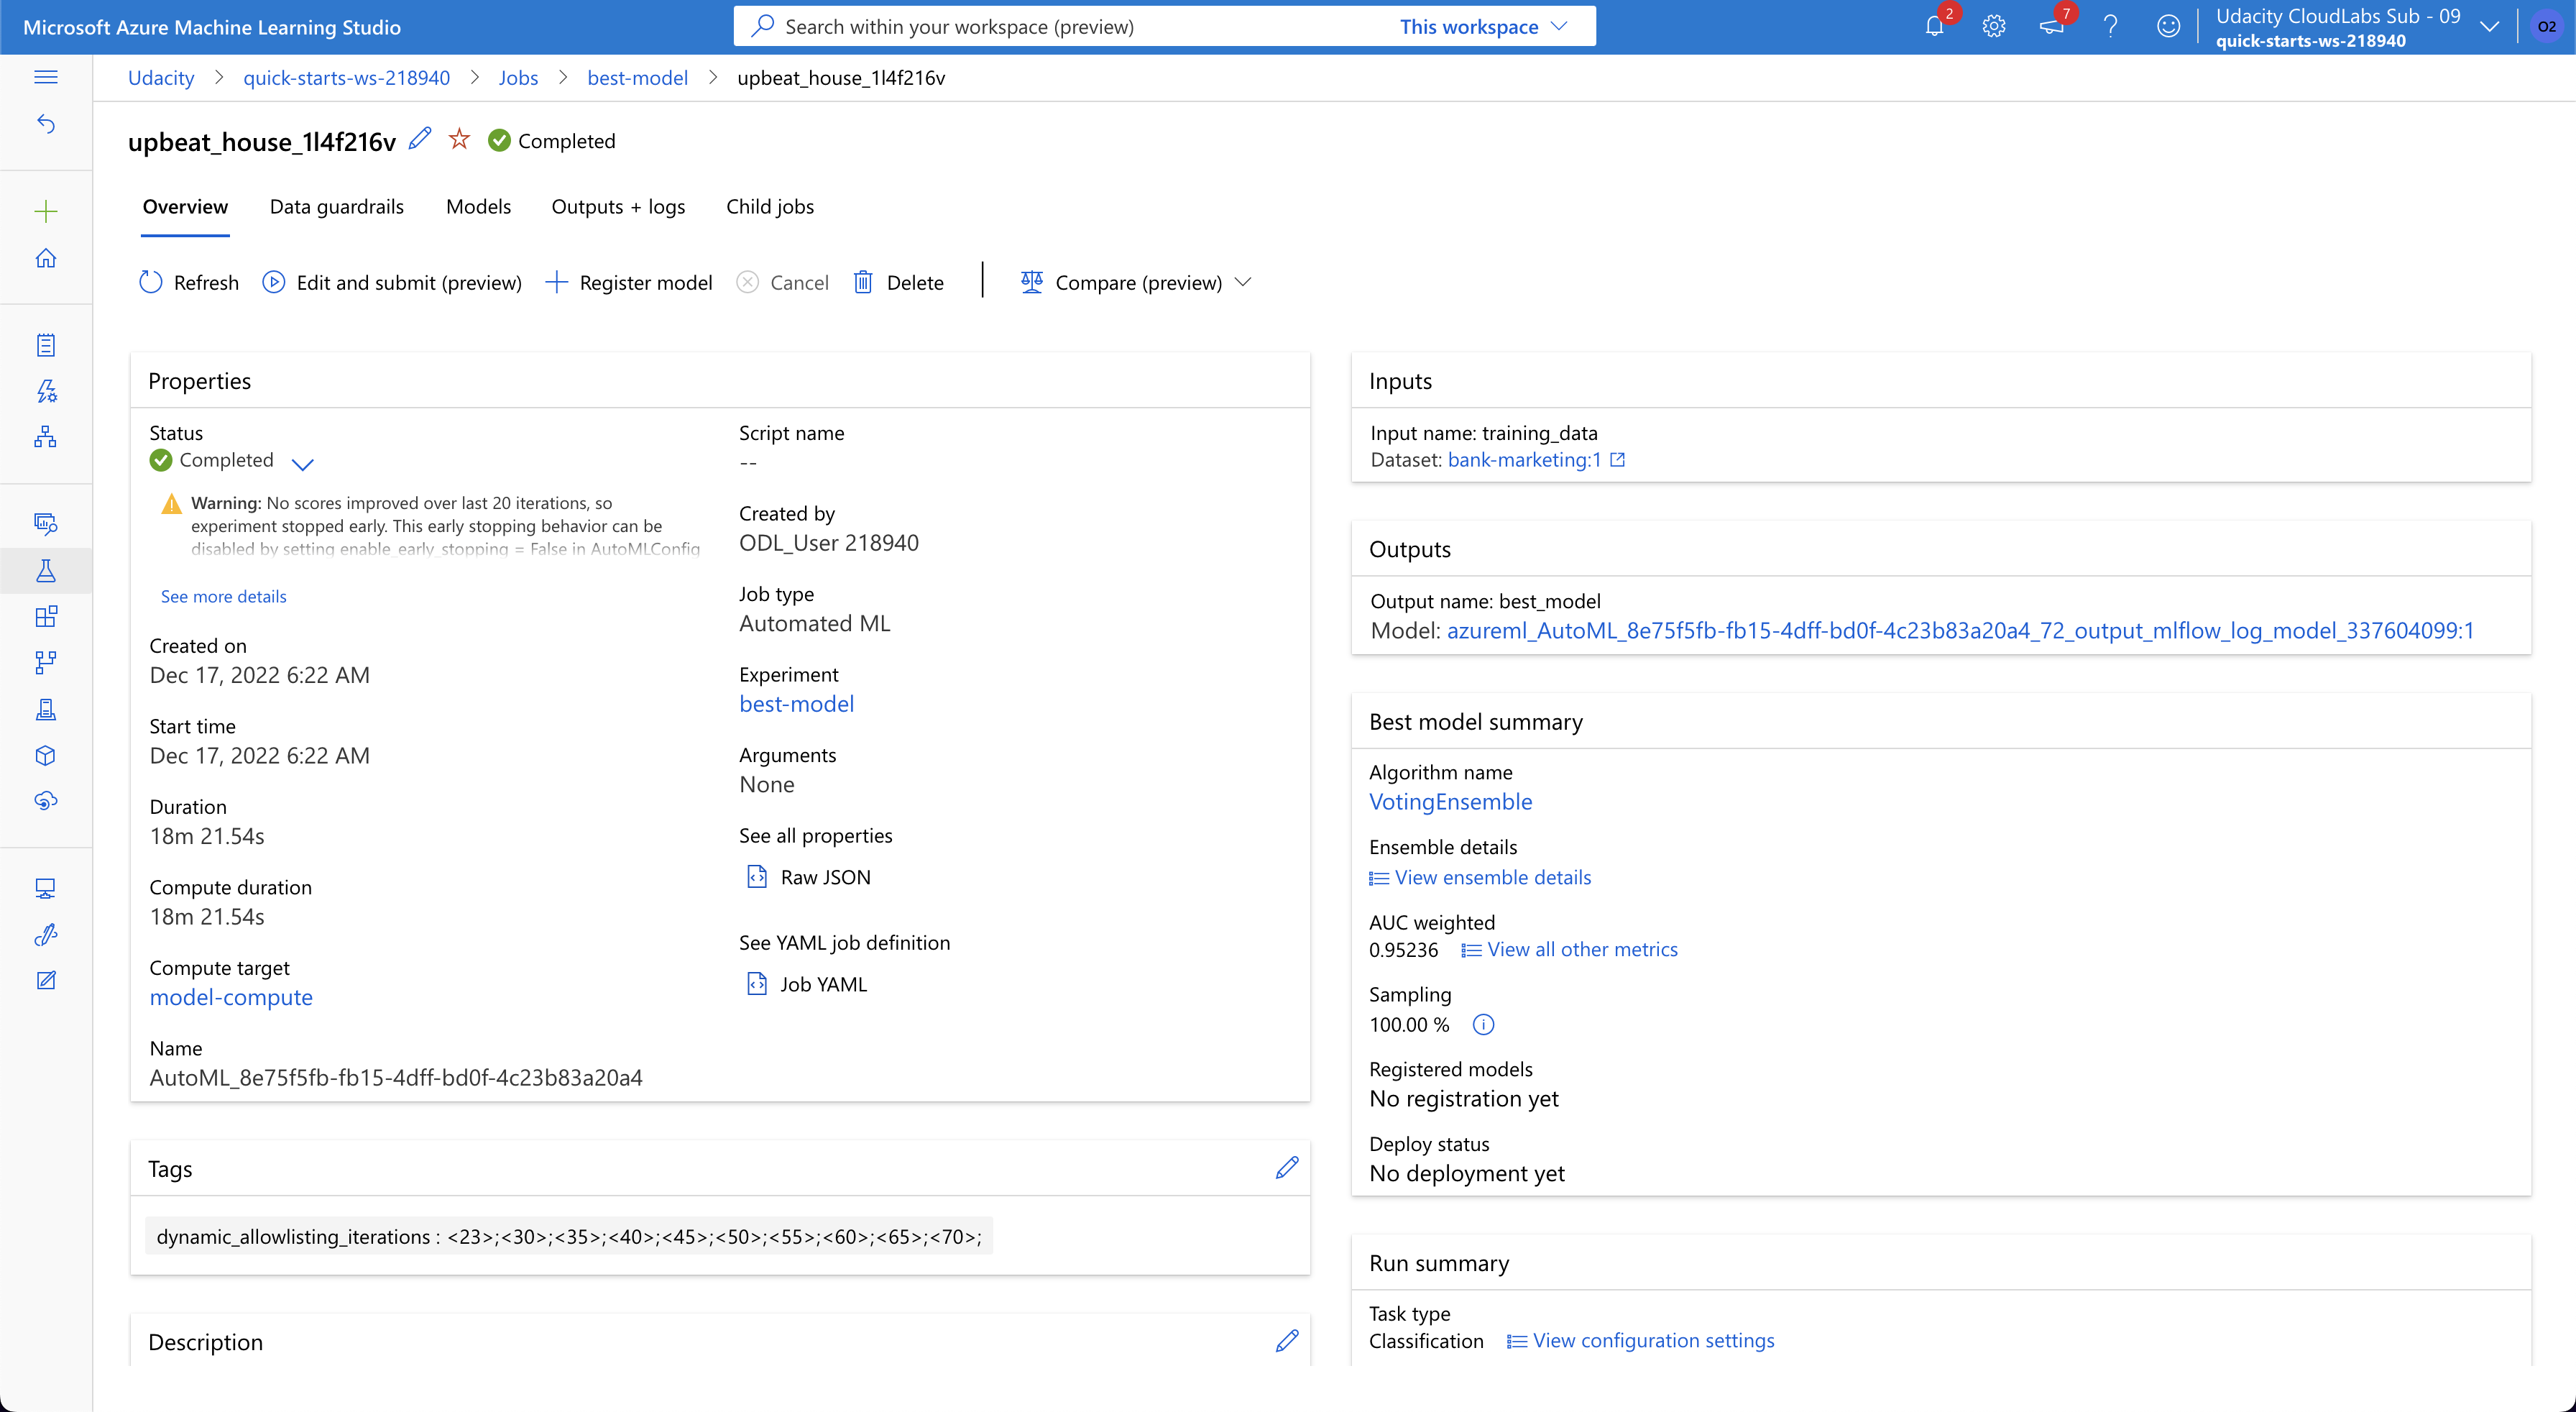 Microsoft Azure Machine Learning Studio
Search within your workspace (preview)
This workspace
2
7
Udacity CloudLabs Sub - 09
quick-starts-ws-218940
O2
Udacity > quick-starts-ws-218940 > Jobs > best-model > upbeat_house_1l4f216v
upbeat_house_1l4f216v
Completed
Overview
Data guardrails
Models
Outputs + logs
Child jobs
Refresh
Edit and submit (preview)
Register model
Cancel
Delete
Compare (preview)
Properties
Status
Completed
Warning: No scores improved over last 20 iterations, so
experiment stopped early. This early stopping behavior can be
disabled by setting enable_early_stopping = False in AutoMLConfig
See more details
Created on
Dec 17, 2022 6:22 AM
Start time
Dec 17, 2022 6:22 AM
Duration
18m 21.54s
Compute duration
18m 21.54s
Compute target
model-compute
Name
AutoML_8e75f5fb-fb15-4dff-bd0f-4c23b83a20a4
Script name
--
Created by
ODL_User 218940
Job type
Automated ML
Experiment
best-model
Arguments
None
See all properties
Raw JSON
See YAML job definition
Job YAML
Tags
dynamic_allowlisting_iterations : <23>;<30>;<35>;<40>;<45>;<50>;<55>;<60>;<65>;<70>;
Description
Inputs
Input name: training_data
Dataset: bank-marketing:1
Outputs
Output name: best_model
Model: azureml_AutoML_8e75f5fb-fb15-4dff-bd0f-4c23b83a20a4_72_output_mlflow_log_model_337604099:1
Best model summary
Algorithm name
VotingEnsemble
Ensemble details
View ensemble details
AUC weighted
0.95236
View all other metrics
Sampling
100.00 %
Registered models
No registration yet
Deploy status
No deployment yet
Run summary
Task type
Classification
View configuration settings